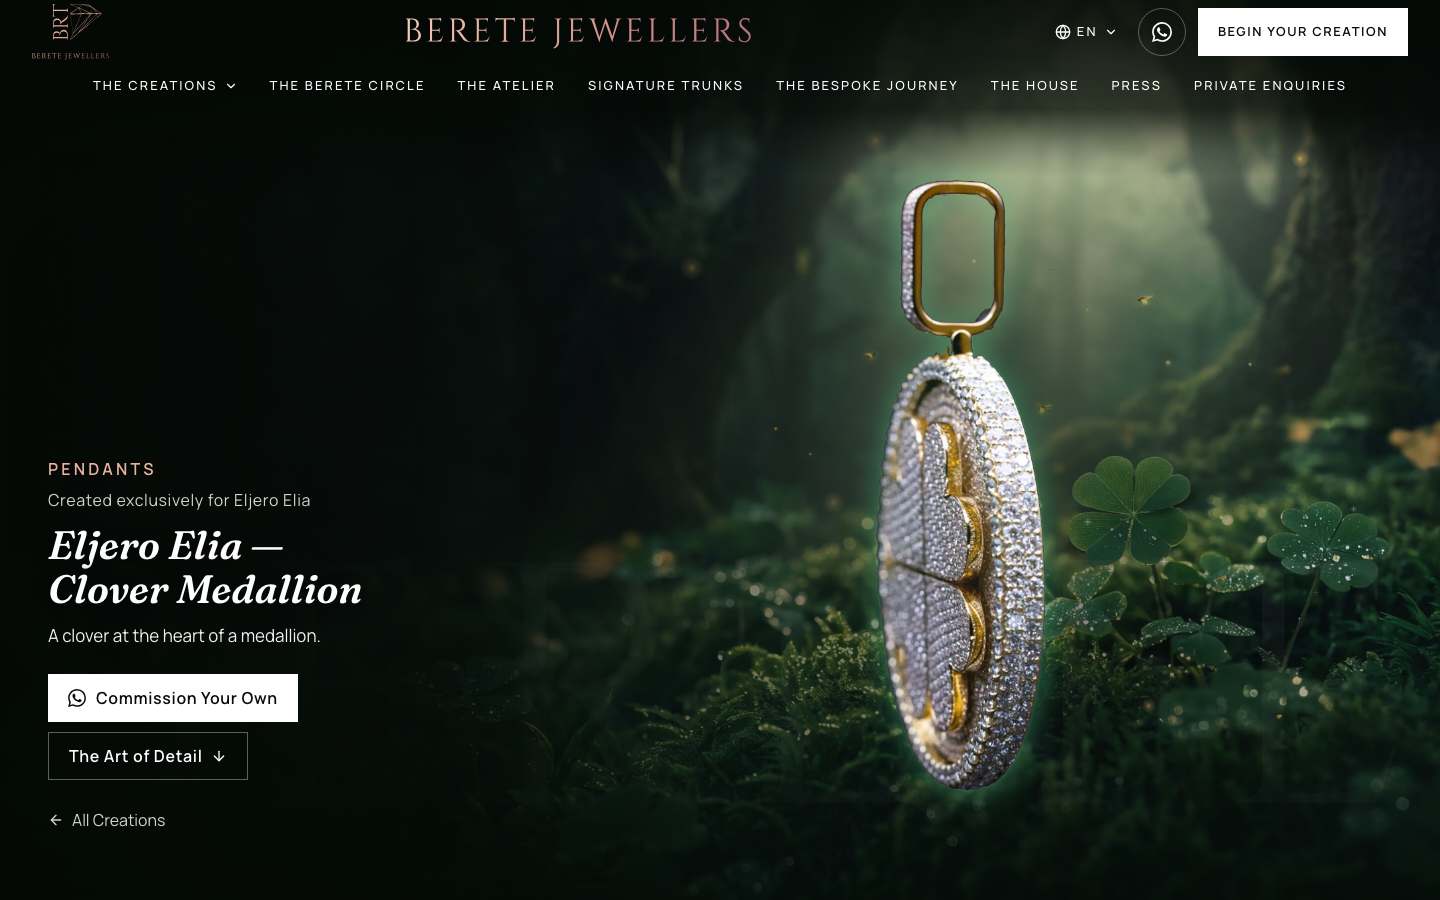 BRT
BERETE JEWELLERS
BERETE JEWELLERS
EN
BEGIN YOUR CREATION
THE CREATIONS
THE BERETE CIRCLE
THE ATELIER
SIGNATURE TRUNKS
THE BESPOKE JOURNEY
THE HOUSE
PRESS
PRIVATE ENQUIRIES
PENDANTS
Created exclusively for Eljero Elia
Eljero Elia —
Clover Medallion
A clover at the heart of a medallion.
Commission Your Own
The Art of Detail ↓
← All Creations